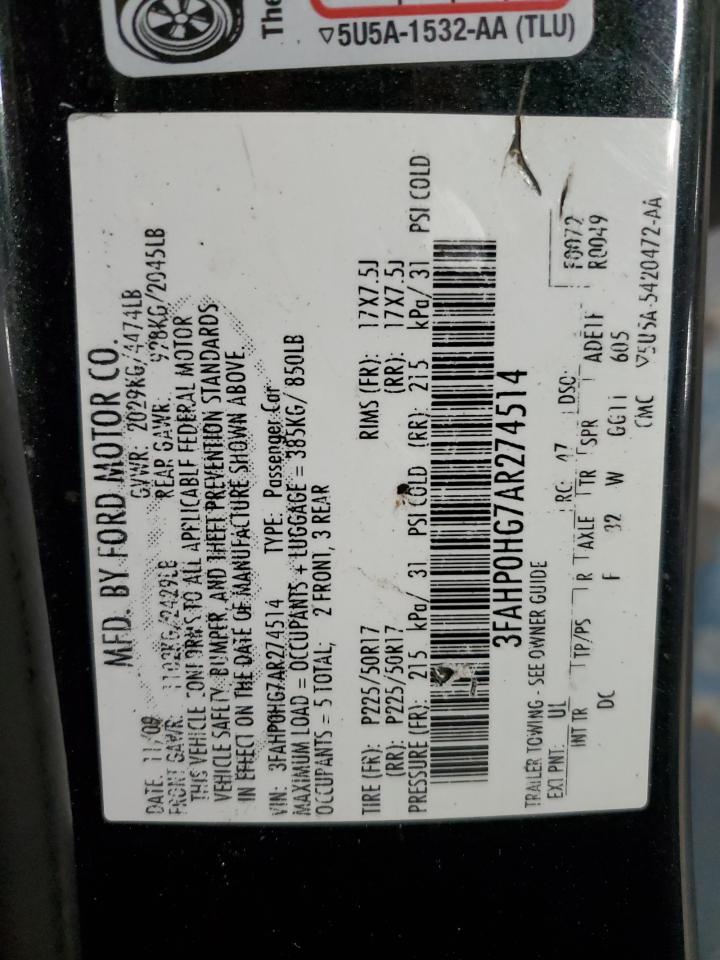 The
▽5U5A-1532-AA (TLU)
MFD. BY FORD MOTOR CO.
DATE: 11/09 GVWR: 2029KG/4474LB
FRONT GAWR: 1102KG/2429LB REAR GAWR: 928KG/2045LB
THIS VEHICLE CONFORMS TO ALL APPLICABLE FEDERAL MOTOR
VEHICLE SAFETY, BUMPER, AND THEFT PREVENTION STANDARDS
IN EFFECT ON THE DATE OF MANUFACTURE SHOWN ABOVE.
VIN: 3FAHP0HG7AR274514 TYPE: Passenger Car
MAXIMUM LOAD = OCCUPANTS + LUGGAGE = 385KG/ 850LB
OCCUPANTS = 5 TOTAL; 2 FRONT, 3 REAR
TIRE (FR): P225/50R17 RIMS (FR): 17X7.5J
(RR): P225/50R17 (RR): 17X7.5J
PRESSURE (FR): 215 kPa/ 31 PSI COLD (RR) 215 kPa/ 31 PSI COLD
3FAHP0HG7AR274514
TRAILER TOWING - SEE OWNER GUIDE
EXT PNT: UL RC: 47 DSO: F0072
R0049
INT TR TP/PS R AXLE TR SPR ADE1F
DC F 32 W GG11 605
CMC ▽5U5A-5420472-AA